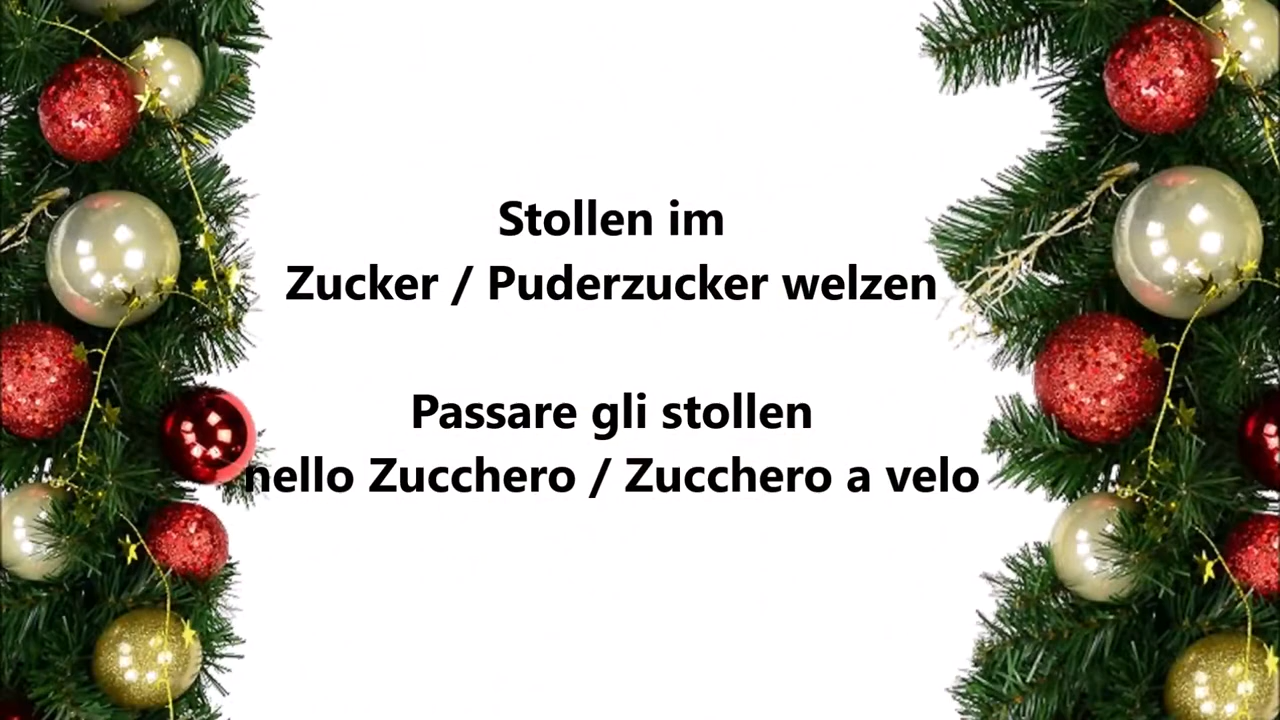 Stollen im
Zucker / Puderzucker welzen
Passare gli stollen
nello Zucchero / Zucchero a velo